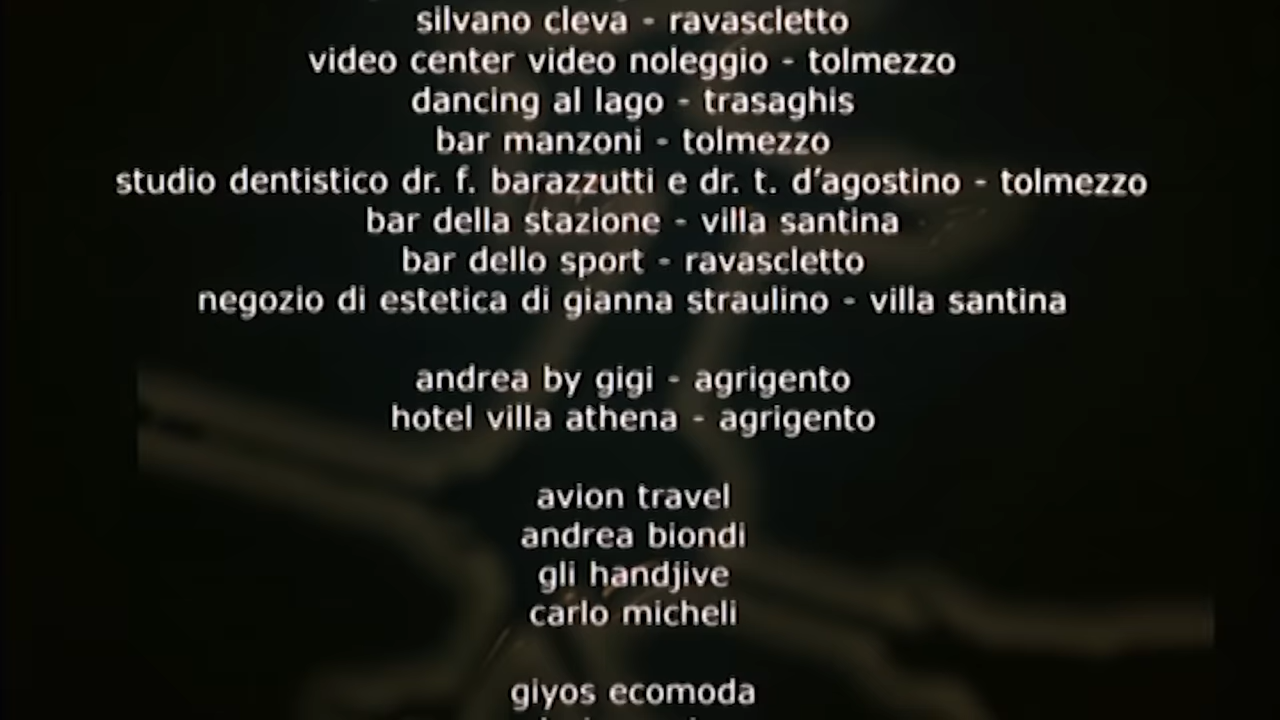 silvano cleva - ravascletto
video center video noleggio - tolmezzo
dancing al lago - trasaghis
bar manzoni - tolmezzo
studio dentistico dr. f. barazzutti e dr. t. d'agostino - tolmezzo
bar della stazione - villa santina
bar dello sport - ravascletto
negozio di estetica di gianna straulino - villa santina
andrea by gigi - agrigento
hotel villa athena - agrigento
avion travel
andrea biondi
gli handjive
carlo micheli
giyos ecomoda